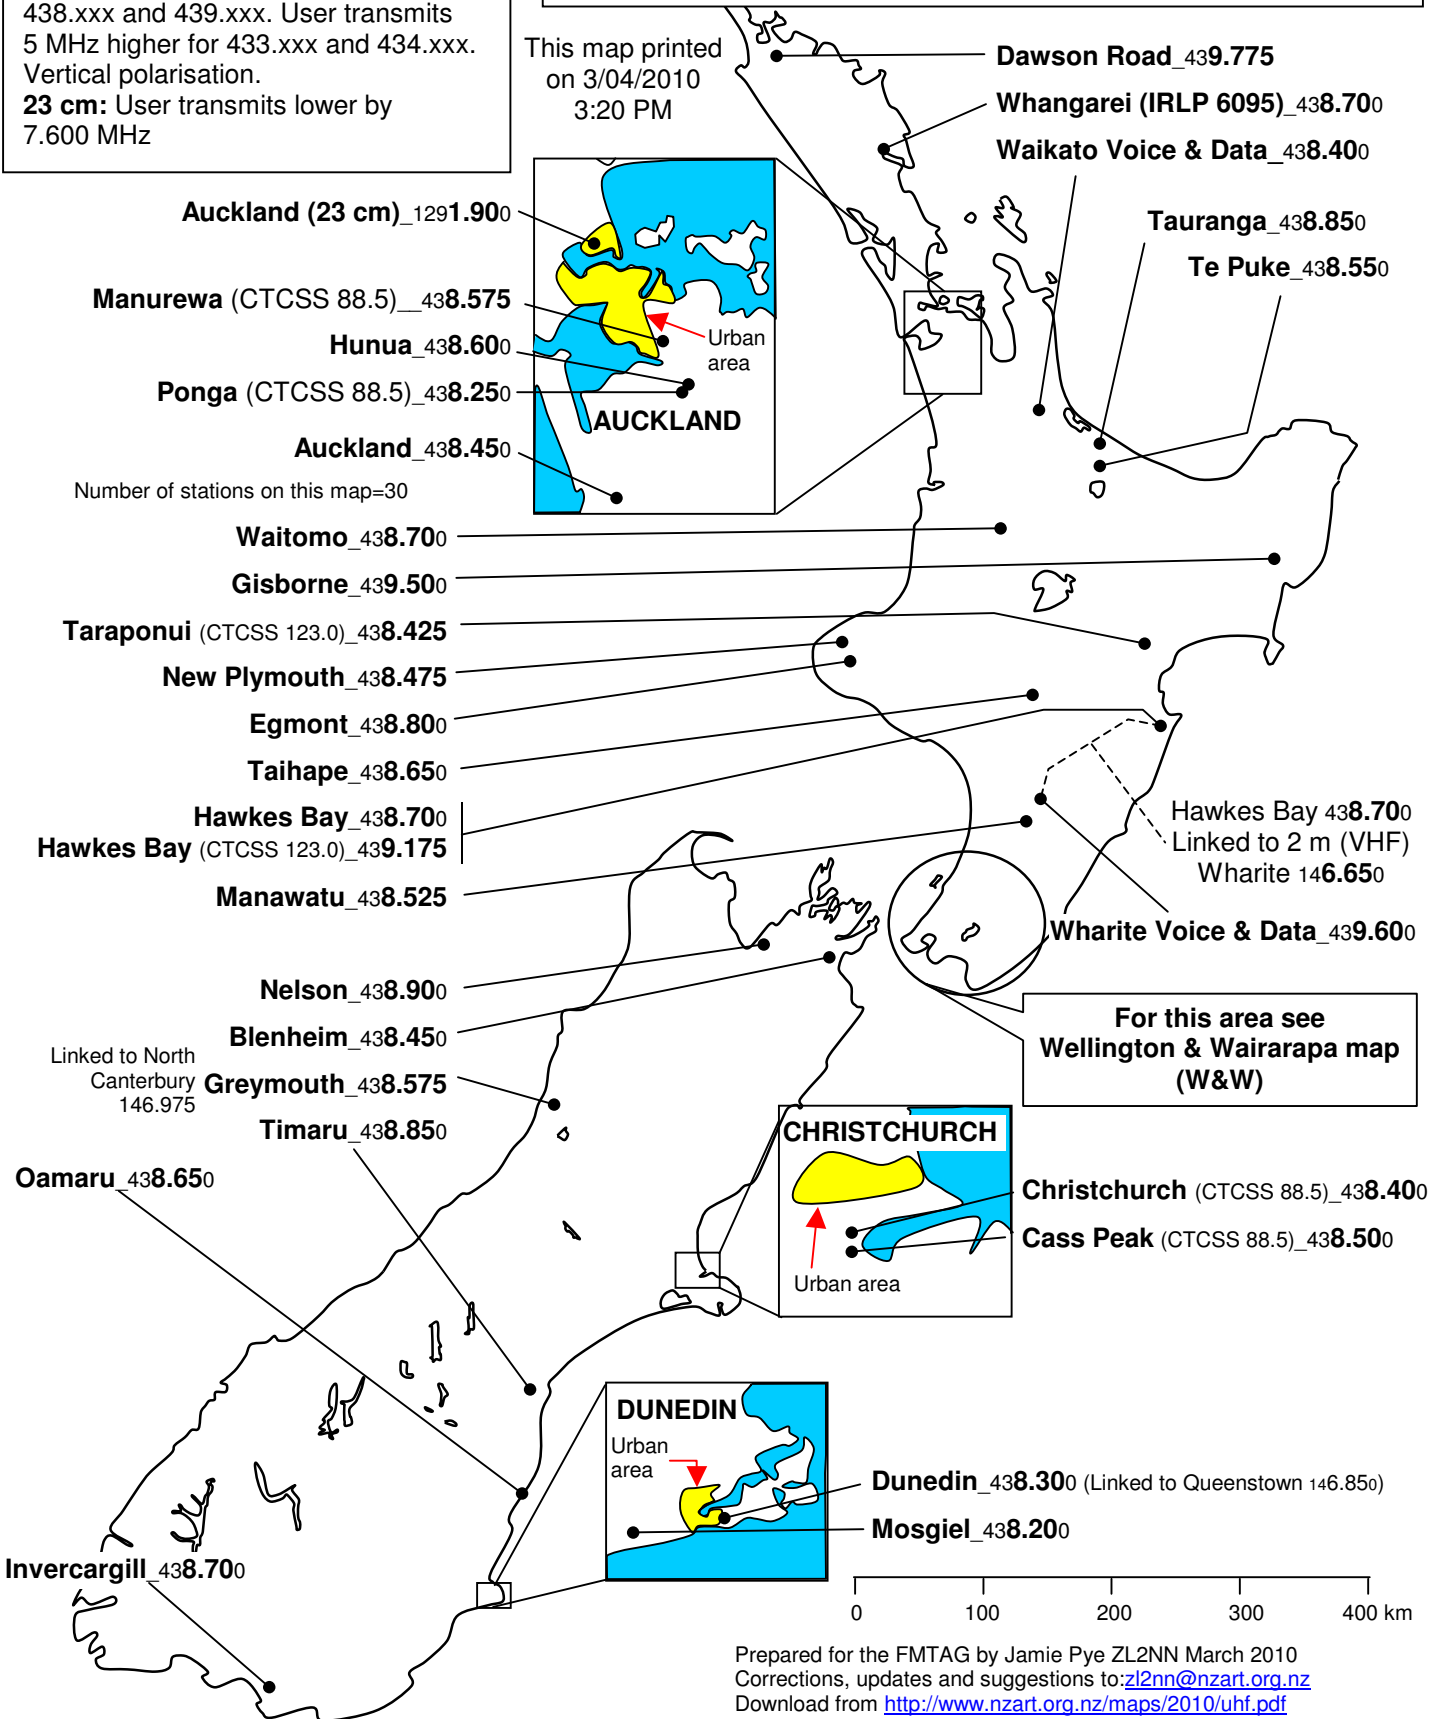 438.xxx and 439.xxx. User transmits
5 MHz higher for 433.xxx and 434.xxx.
Vertical polarisation.
23 cm: User transmits lower by
7.600 MHz
This map printed
on 3/04/2010
3:20 PM
Dawson Road_439.775
Whangarei (IRLP 6095)_438.700
Waikato Voice & Data_438.400
Tauranga_438.850
Te Puke_438.550
Auckland (23 cm)_1291.900
Manurewa (CTCSS 88.5)__438.575
Hunua_438.600
Ponga (CTCSS 88.5)_438.250
Auckland_438.450
Urban
area
AUCKLAND
Number of stations on this map=30
Waitomo_438.700
Gisborne_439.500
Taraponui (CTCSS 123.0)_438.425
New Plymouth_438.475
Egmont_438.800
Taihape_438.650
Hawkes Bay_438.700
Hawkes Bay (CTCSS 123.0)_439.175
Manawatu_438.525
Hawkes Bay 438.700
Linked to 2 m (VHF)
Wharite 146.650
Wharite Voice & Data_439.600
Nelson_438.900
Blenheim_438.450
Linked to North
Canterbury
146.975
Greymouth_438.575
Timaru_438.850
Oamaru_438.650
For this area see
Wellington & Wairarapa map
(W&W)
CHRISTCHURCH
Urban area
Christchurch (CTCSS 88.5)_438.400
Cass Peak (CTCSS 88.5)_438.500
DUNEDIN
Urban
area
Dunedin_438.300 (Linked to Queenstown 146.850)
Mosgiel_438.200
Invercargill_438.700
0 100 200 300 400 km
Prepared for the FMTAG by Jamie Pye ZL2NN March 2010
Corrections, updates and suggestions to:zl2nn@nzart.org.nz
Download from http://www.nzart.org.nz/maps/2010/uhf.pdf